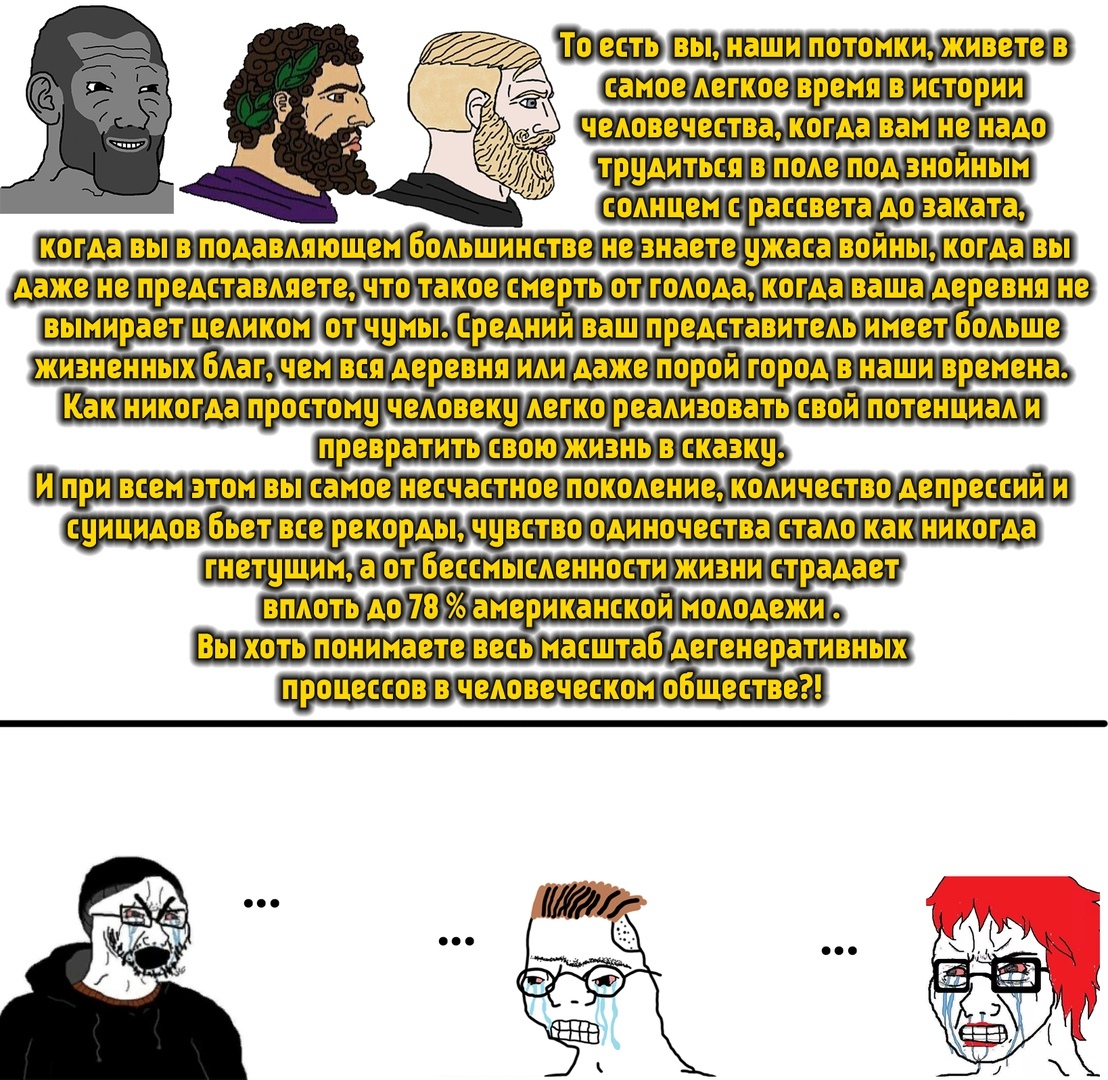 То есть вы, наши потомки, живете в
самое легкое время в истории
человечества, когда вам не надо
трудиться в поле под знойным
солнцем с рассвета до заката,
когда вы в подавляющем большинстве не знаете ужаса войны, когда вы
даже не представляете, что такое смерть от голода, когда ваша деревня не
вымирает целиком от чумы. Средний ваш представитель имеет больше
жизненных благ, чем вся деревня или даже порой город в наши времена.
Как никогда простому человеку легко реализовать свой потенциал и
превратить свою жизнь в сказку.
И при всем этом вы самое несчастное поколение, количество депрессий и
суицидов бьет все рекорды, чувство одиночества стало как никогда
гнетущим, а от бессмысленности жизни страдает
вплоть до 78 % американской молодежи .
Вы хоть понимаете весь масштаб дегенеративных
процессов в человеческом обществе?!
...
...
...